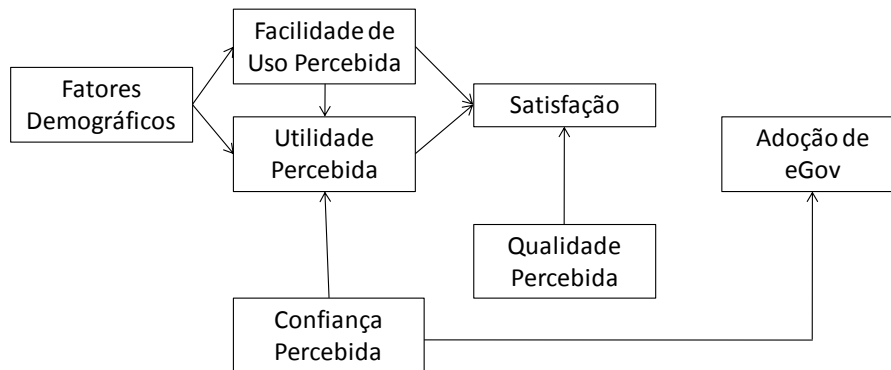 Facilidade de
Uso Percebida
Fatores
Demográficos
Satisfação
Utilidade
Percebida
Adoção de
eGov
Qualidade
Percebida
Confiança
Percebida